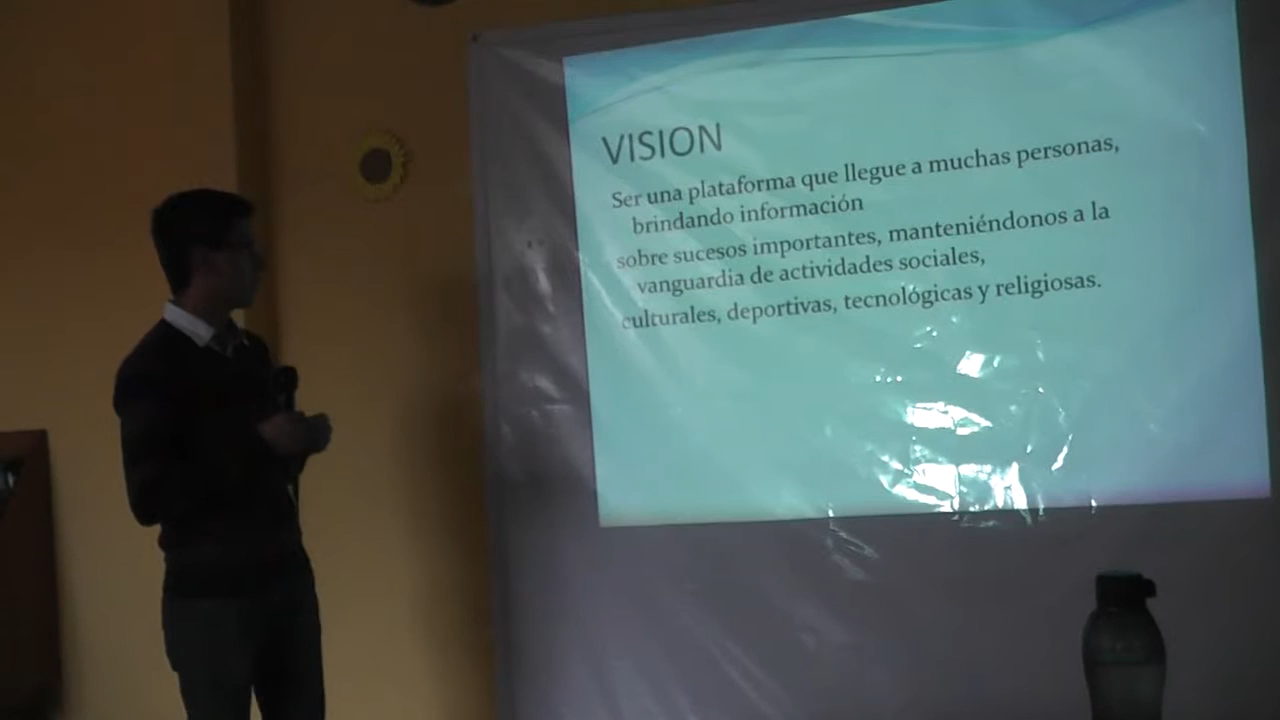 VISION
Ser una plataforma que llegue a muchas personas,
brindando información
sobre sucesos importantes, manteniéndonos a la
vanguardia de actividades sociales,
culturales, deportivas, tecnológicas y religiosas.